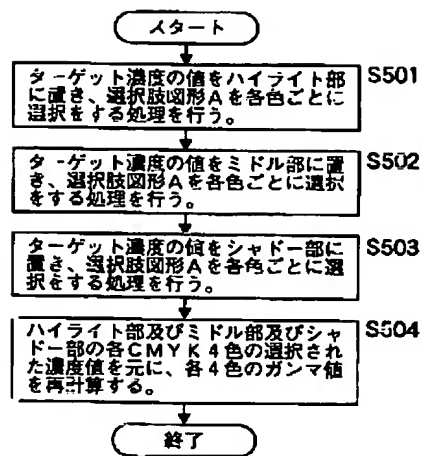 スタート
ターゲット濃度の値をハイライト部
に置き、選択肢図形Aを各色ごとに
選択をする処理を行う。
S501
ターゲット濃度の値をミドル部に置
き、選択肢図形Aを各色ごとに選択
をする処理を行う。
S502
ターゲット濃度の値をシャドー部に
置き、選択肢図形Aを各色ごとに選
択をする処理を行う。
S503
ハイライト部及びミドル部及びシャ
ドー部の各CMYK4色の選択され
た濃度値を元に、各4色のガンマ値
を再計算する。
S504
終了